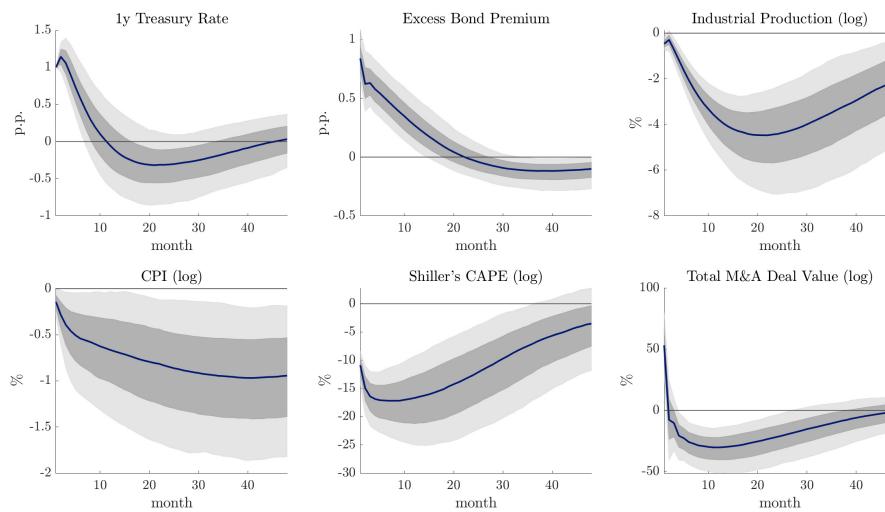 1y Treasury Rate
1.5
1
0.5
0
-0.5
-1
p.p.
10 20 30 40
month
Excess Bond Premium
1
0.5
0
-0.5
p.p.
10 20 30 40
month
Industrial Production (log)
0
-2
-4
-6
-8
%
10 20 30 40
month
CPI (log)
0
-0.5
-1
-1.5
-2
%
10 20 30 40
month
Shiller's CAPE (log)
0
-5
-10
-15
-20
-25
-30
%
10 20 30 40
month
Total M&A Deal Value (log)
100
50
0
-50
%
10 20 30 40
month